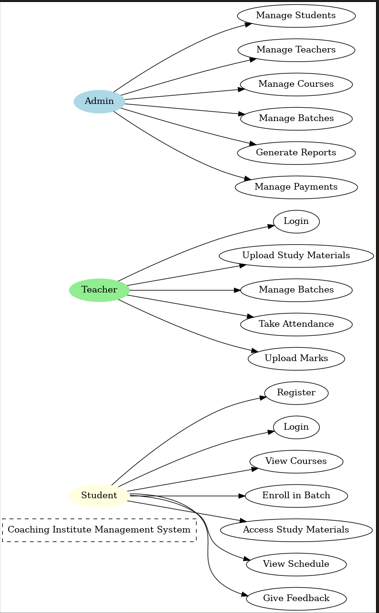 Manage Students
Manage Teachers
Manage Courses
Admin
Manage Batches
Generate Reports
Manage Payments
Login
Upload Study Materials
Teacher
Manage Batches
Take Attendance
Upload Marks
Register
Login
View Courses
Student
Enroll in Batch
Coaching Institute Management System
Access Study Materials
View Schedule
Give Feedback